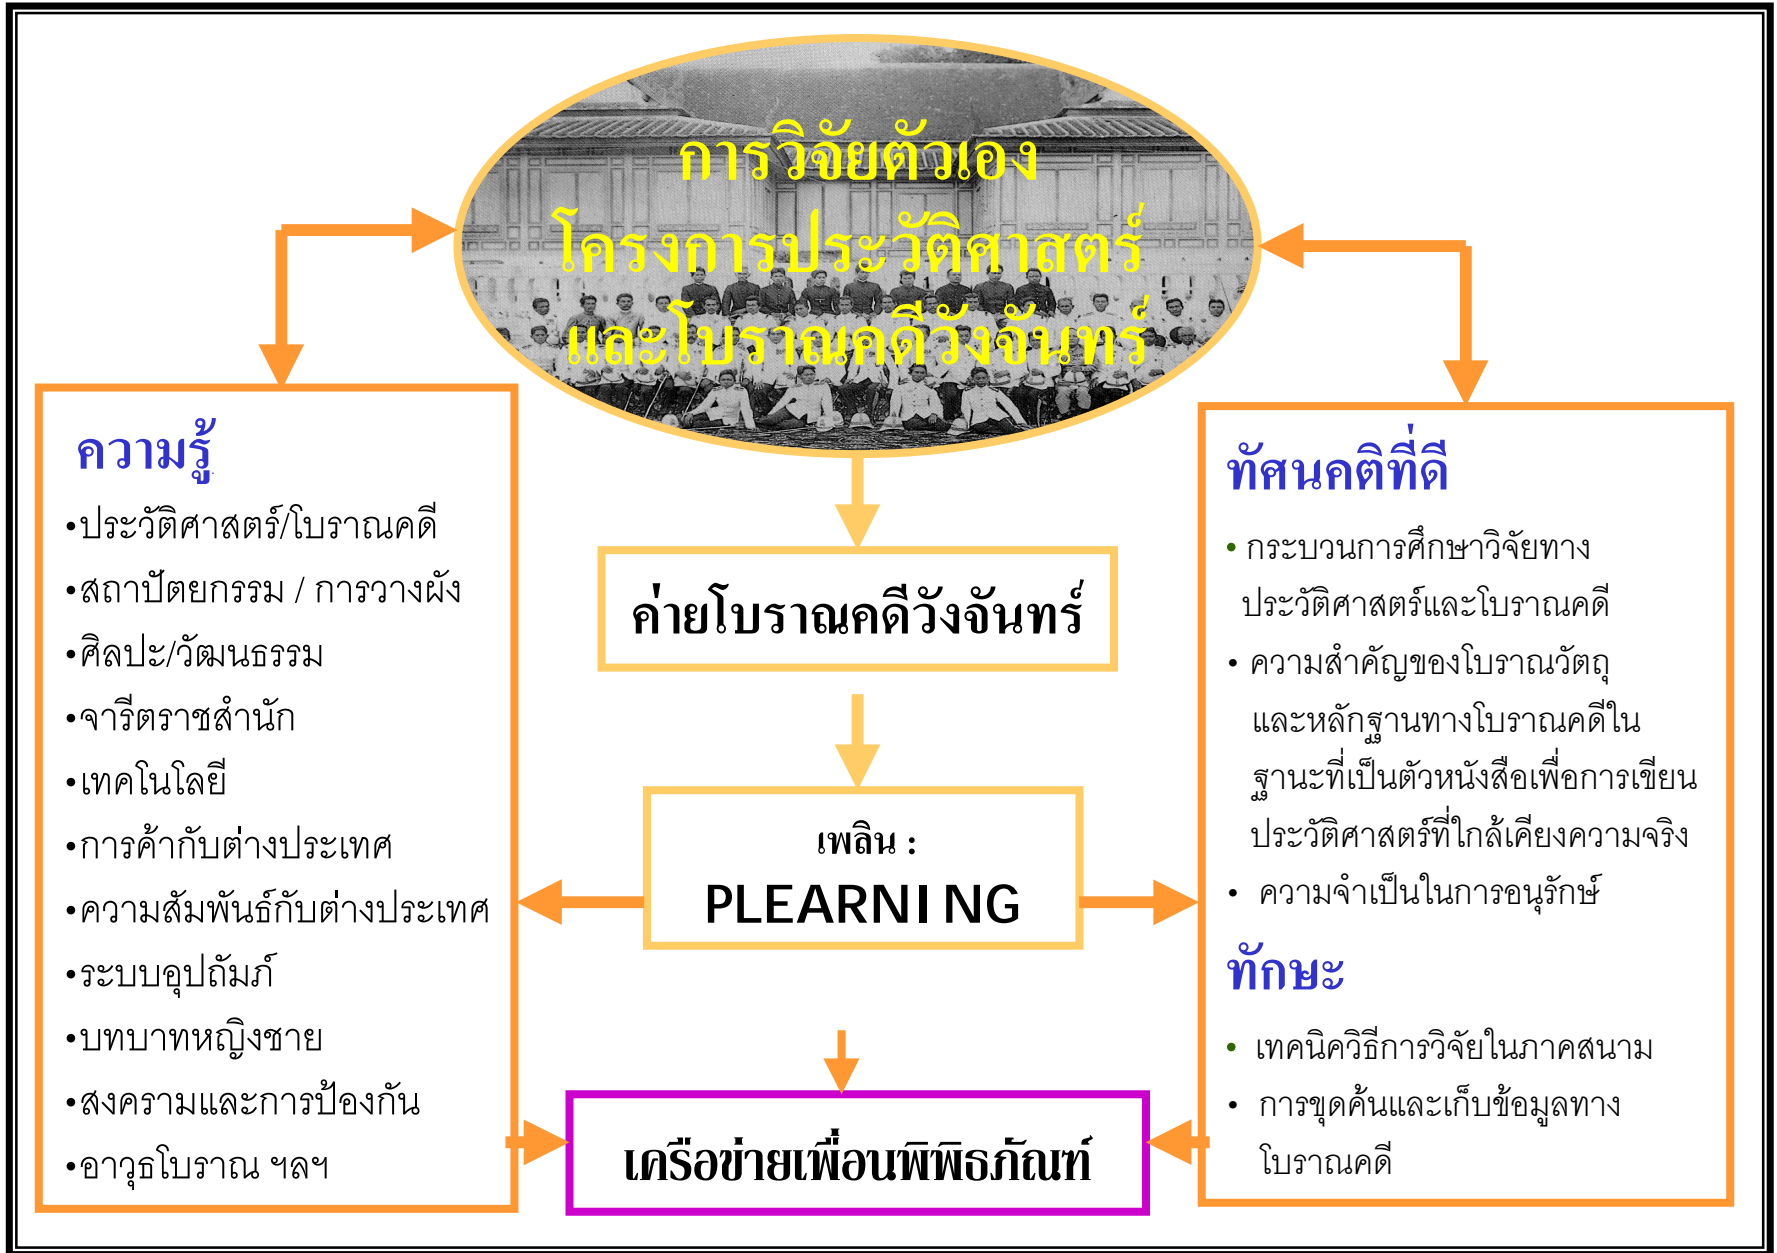 การวิจัยตัวเอง
โครงการประวัติศาสตร์
และโบราณคดีวังจันทร์
ความรู้
•ประวัติศาสตร์/โบราณคดี
•สถาปัตยกรรม / การวางผัง
•ศิลปะ/วัฒนธรรม
•จารีตราชสำนัก
•เทคโนโลยี
•การค้ากับต่างประเทศ
•ความสัมพันธ์กับต่างประเทศ
•ระบบอุปถัมภ์
•บทบาทหญิงชาย
•สงครามและการป้องกัน
•อาวุธโบราณ ฯลฯ
ค่ายโบราณคดีวังจันทร์
เพลิน :
PLEARNING
เครือข่ายเพื่อนพิพิธภัณฑ์
ทัศนคติที่ดี
• กระบวนการศึกษาวิจัยทาง
ประวัติศาสตร์และโบราณคดี
• ความสำคัญของโบราณวัตถุ
และหลักฐานทางโบราณคดีใน
ฐานะที่เป็นตัวหนังสือเพื่อการเขียน
ประวัติศาสตร์ที่ใกล้เคียงความจริง
• ความจำเป็นในการอนุรักษ์
ทักษะ
• เทคนิควิธีการวิจัยในภาคสนาม
• การขุดค้นและเก็บข้อมูลทาง
โบราณคดี